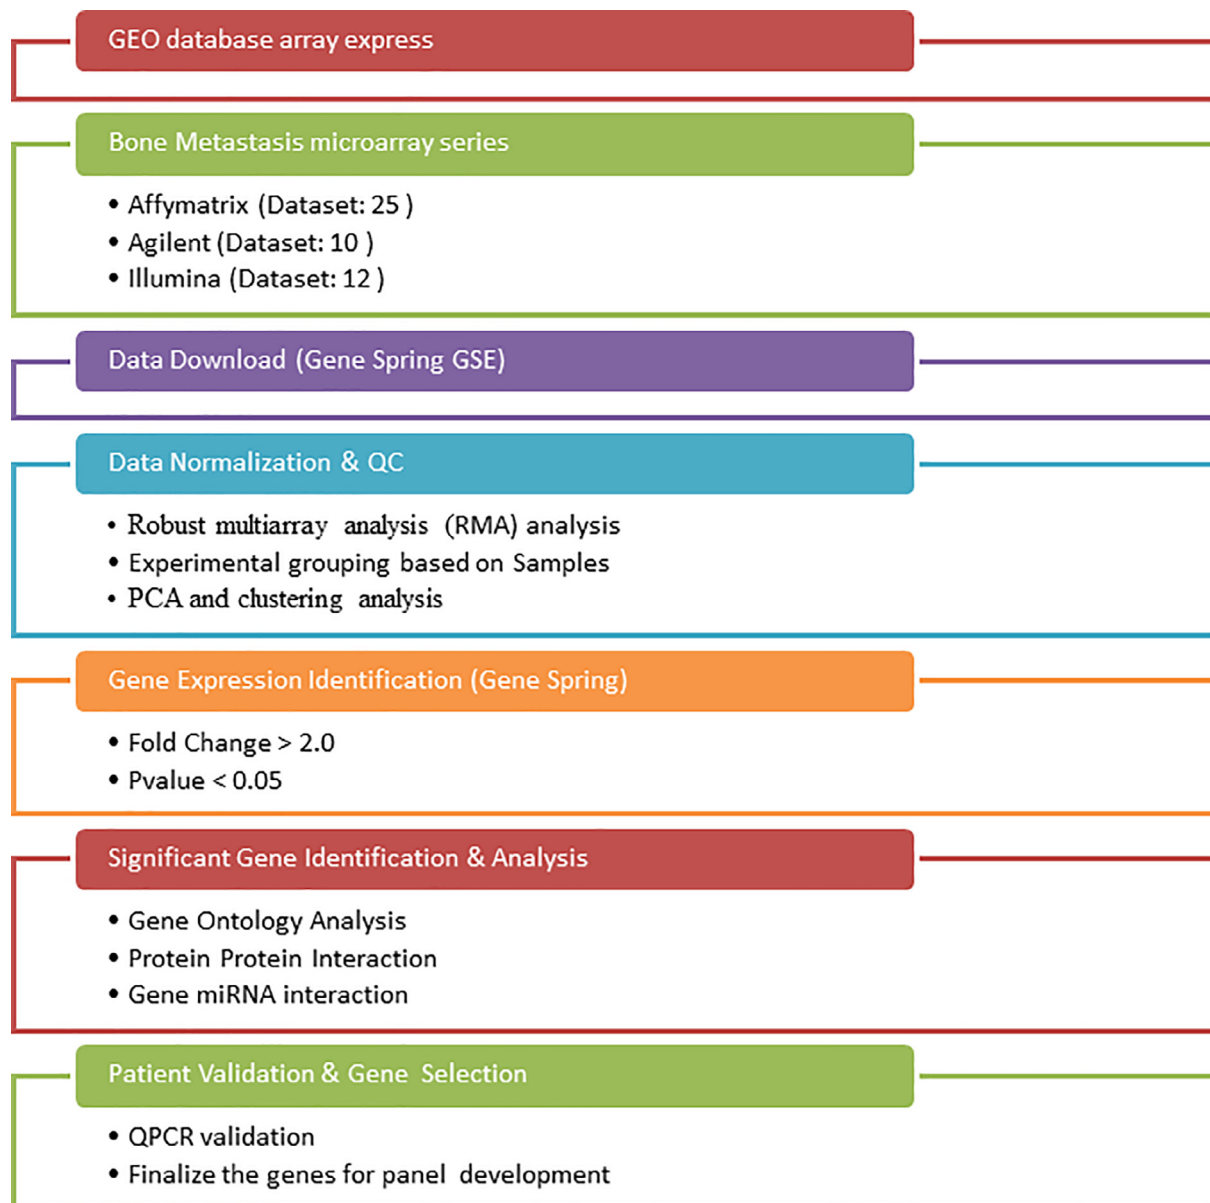 GEO database array express
Bone Metastasis microarray series
• Affymatrix (Dataset: 25 )
• Agilent (Dataset: 10 )
• Illumina (Dataset: 12 )
Data Download (Gene Spring GSE)
Data Normalization & QC
• Robust multiarray analysis (RMA) analysis
• Experimental grouping based on Samples
• PCA and clustering analysis
Gene Expression Identification (Gene Spring)
• Fold Change > 2.0
• Pvalue < 0.05
Significant Gene Identification & Analysis
• Gene Ontology Analysis
• Protein Protein Interaction
• Gene miRNA interaction
Patient Validation & Gene Selection
• QPCR validation
• Finalize the genes for panel development